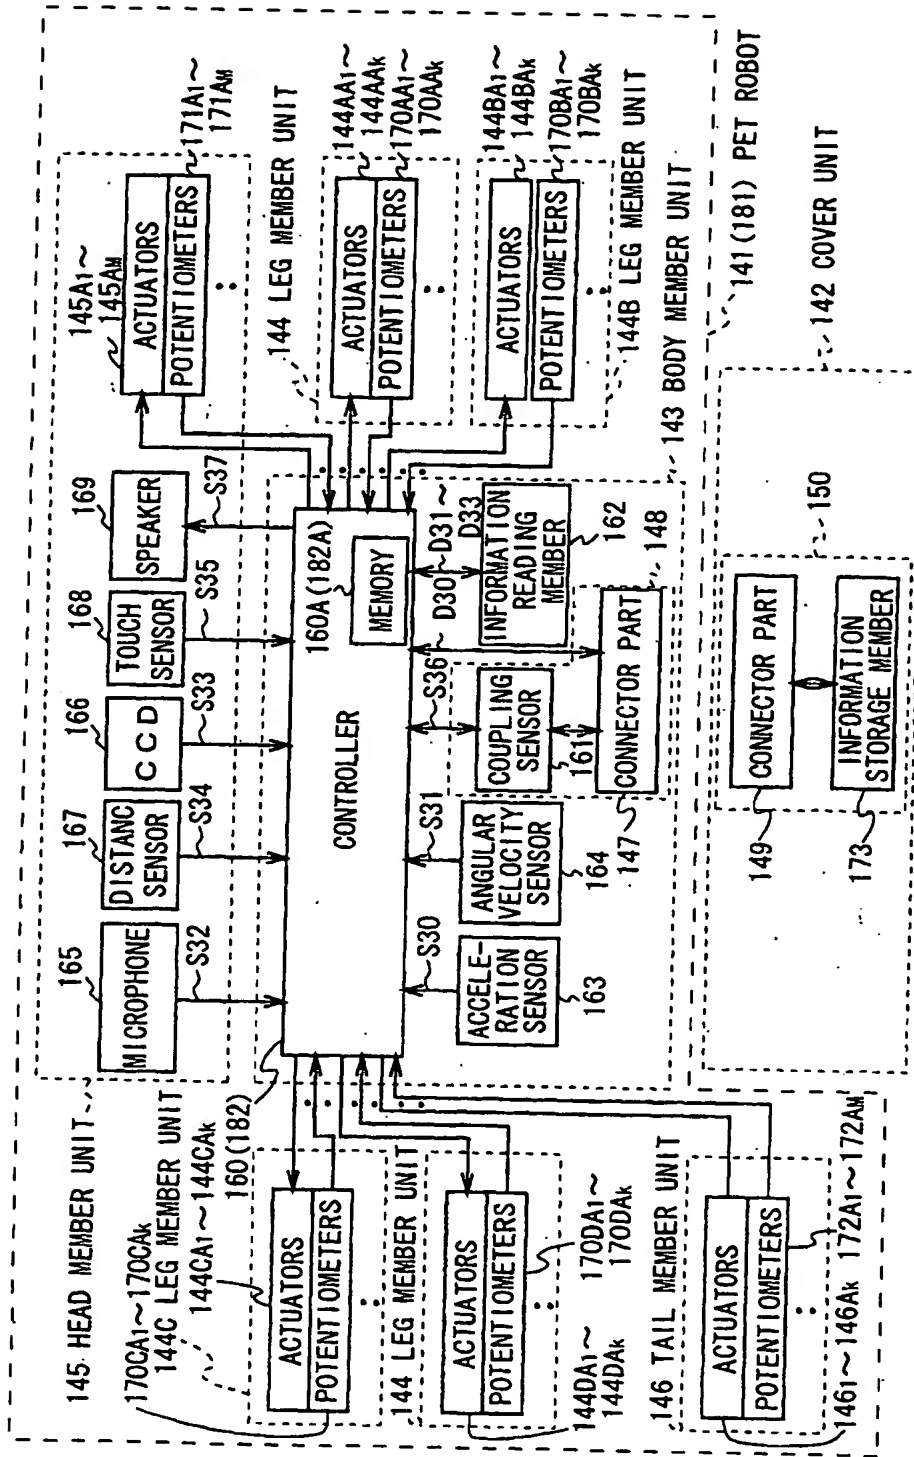 145 HEAD MEMBER UNIT
165
MICROPHONE
S32
167
DISTANC
SENSOR
S34
166
CCD
S33
168
TOUCH
SENSOR
S35
169
SPEAKER
S37
145A1~
145AM
ACTUATORS
POTENTIOMETERS
171A1~
171AM
170CA1~170CAk
144C LEG MEMBER UNIT
144CA1~144CAk
ACTUATORS
POTENTIOMETERS
160(182)
CONTROLLER
160A(182A)
MEMORY
144 LEG MEMBER UNIT
144AA1~
144AAk
ACTUATORS
POTENTIOMETERS
170AA1~
170AAk
144 LEG MEMBER UNIT
ACTUATORS
POTENTIOMETERS
170DA1~
170DAk
144DA1~
144DAk
144BA1~
144BAk
ACTUATORS
POTENTIOMETERS
170BA1~
170BAk
144B LEG MEMBER UNIT
S30
ACCELE-
RATION
SENSOR
163
S31
ANGULAR
VELOCITY
SENSOR
164
S36
COUPLING
SENSOR
161
D30
D31~
D33
INFORMATION
READING
MEMBER
162
147
CONNECTOR PART
148
143 BODY MEMBER UNIT
146 TAIL MEMBER UNIT
ACTUATORS
POTENTIOMETERS
1461~146Ak
172A1~172AM
141(181) PET ROBOT
142 COVER UNIT
150
149
CONNECTOR PART
173
INFORMATION
STORAGE MEMBER